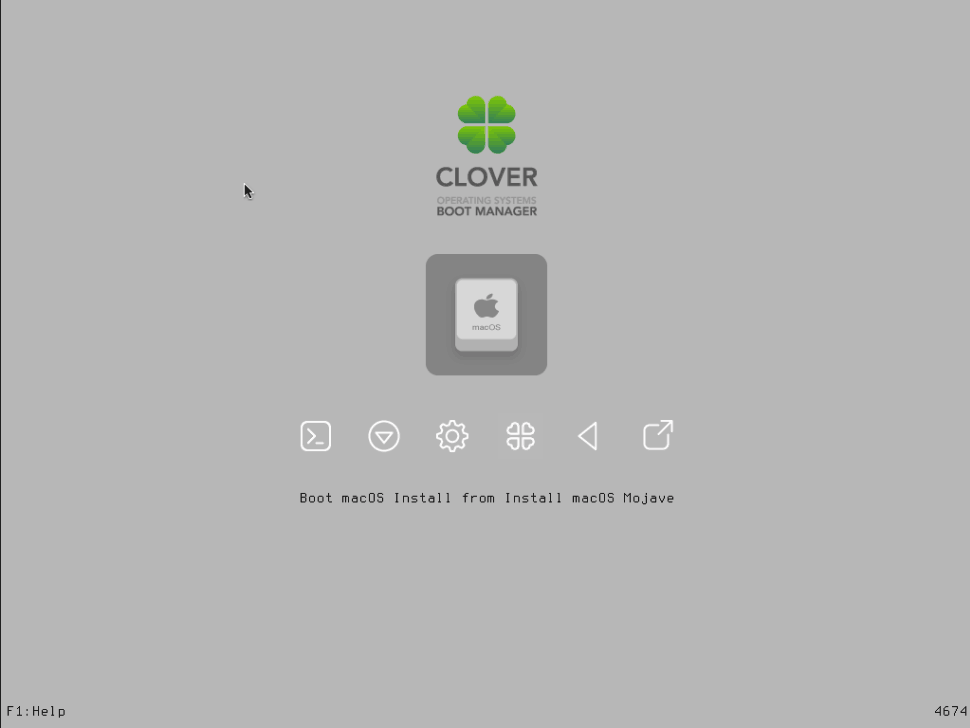 CLOVER
OPERATING SYSTEMS
BOOT MANAGER
macOS
Boot macOS Install from Install macOS Mojave
F1:Help
4674